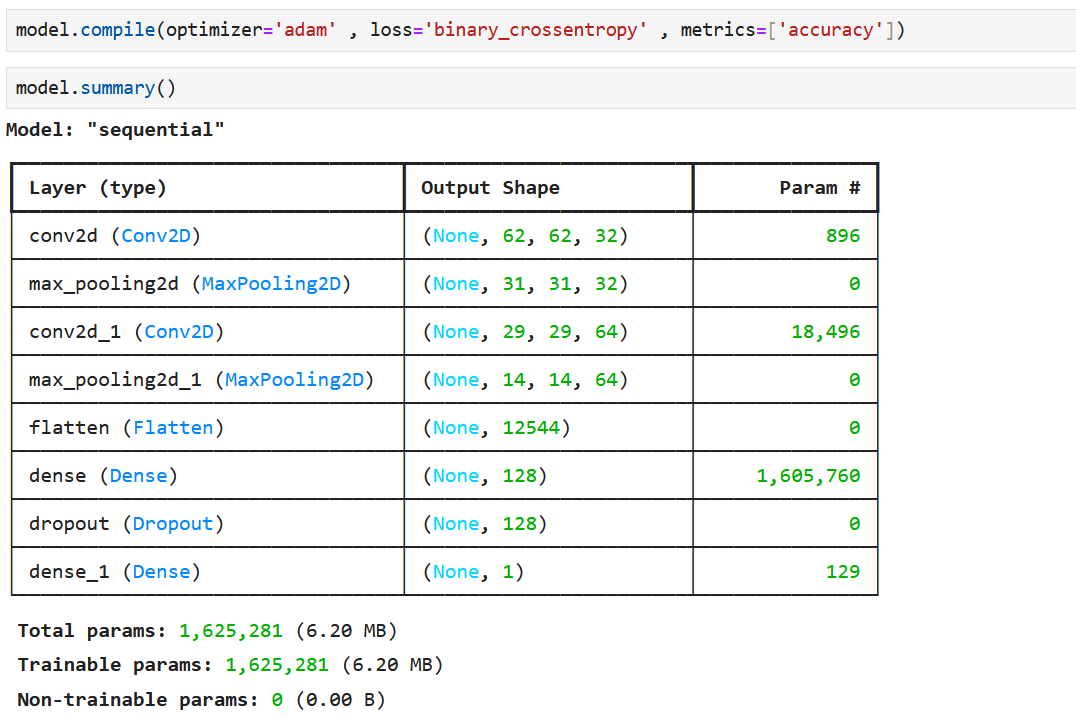 model.compile(optimizer='adam' , loss='binary_crossentropy' , metrics=['accuracy'])
model.summary()
Model: "sequential"
Layer (type) Output Shape Param #
conv2d (Conv2D) (None, 62, 62, 32) 896
max_pooling2d (MaxPooling2D) (None, 31, 31, 32) 0
conv2d_1 (Conv2D) (None, 29, 29, 64) 18,496
max_pooling2d_1 (MaxPooling2D) (None, 14, 14, 64) 0
flatten (Flatten) (None, 12544) 0
dense (Dense) (None, 128) 1,605,760
dropout (Dropout) (None, 128) 0
dense_1 (Dense) (None, 1) 129
Total params: 1,625,281 (6.20 MB)
Trainable params: 1,625,281 (6.20 MB)
Non-trainable params: 0 (0.00 B)